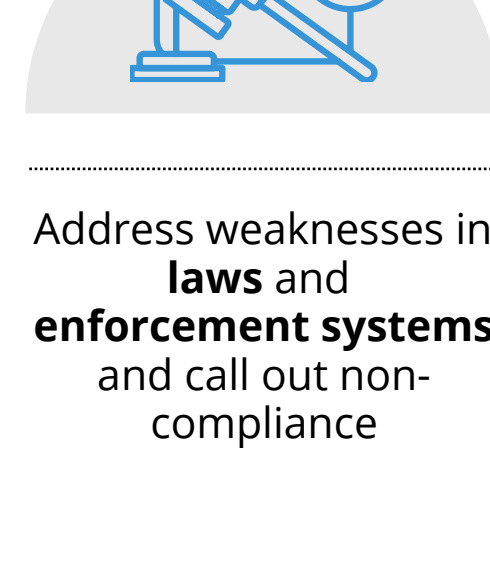 Address weaknesses in
laws and
enforcement systems
and call out non-
compliance